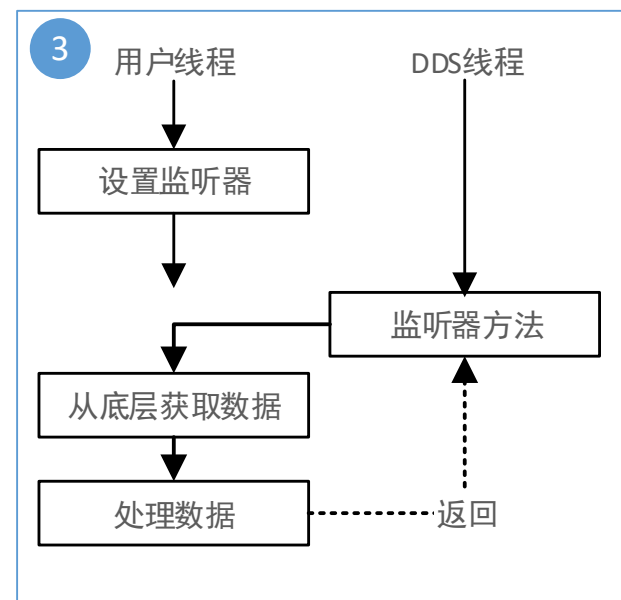 3
用户线程
DDS线程
设置监听器
监听器方法
从底层获取数据
处理数据
返回